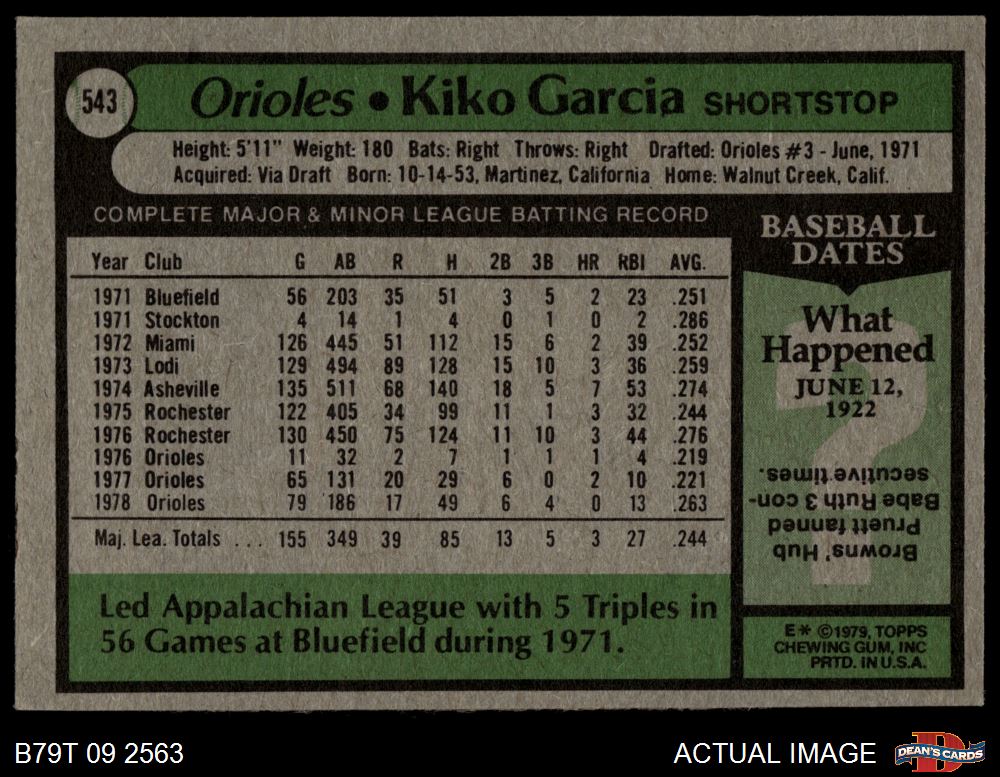 543
Orioles • Kiko Garcia SHORTSTOP
Height: 5'11" Weight: 180 Bats: Right Throws: Right Drafted: Orioles #3 - June, 1971
Acquired: Via Draft Born: 10-14-53, Martinez, California Home: Walnut Creek, Calif.
COMPLETE MAJOR & MINOR LEAGUE BATTING RECORD
Year Club G AB R H 2B 3B HR RBI AVG.
1971 Bluefield 56 203 35 51 3 5 2 23 .251
1971 Stockton 4 14 1 4 0 1 0 2 .286
1972 Miami 126 445 51 112 15 6 2 39 .252
1973 Lodi 129 494 89 128 15 10 3 36 .259
1974 Asheville 135 511 68 140 18 5 7 53 .274
1975 Rochester 122 405 34 99 11 1 3 32 .244
1976 Rochester 130 450 75 124 11 10 3 44 .276
1976 Orioles 11 32 2 7 1 1 1 4 .219
1977 Orioles 65 131 20 29 6 0 2 10 .221
1978 Orioles 79 186 17 49 6 4 0 13 .263
Maj. Lea. Totals ... 155 349 39 85 13 5 3 27 .244
Led Appalachian League with 5 Triples in
56 Games at Bluefield during 1971.
BASEBALL
DATES
What
Happened
JUNE 12,
1922
?
Browns' Hub
Pruett fanned
Babe Ruth 3 con-
secutive times.
E* ©1979, TOPPS
CHEWING GUM, INC
PRTD. IN U.S.A.
B79T 09 2563
ACTUAL IMAGE
D
DEAN'S CARDS